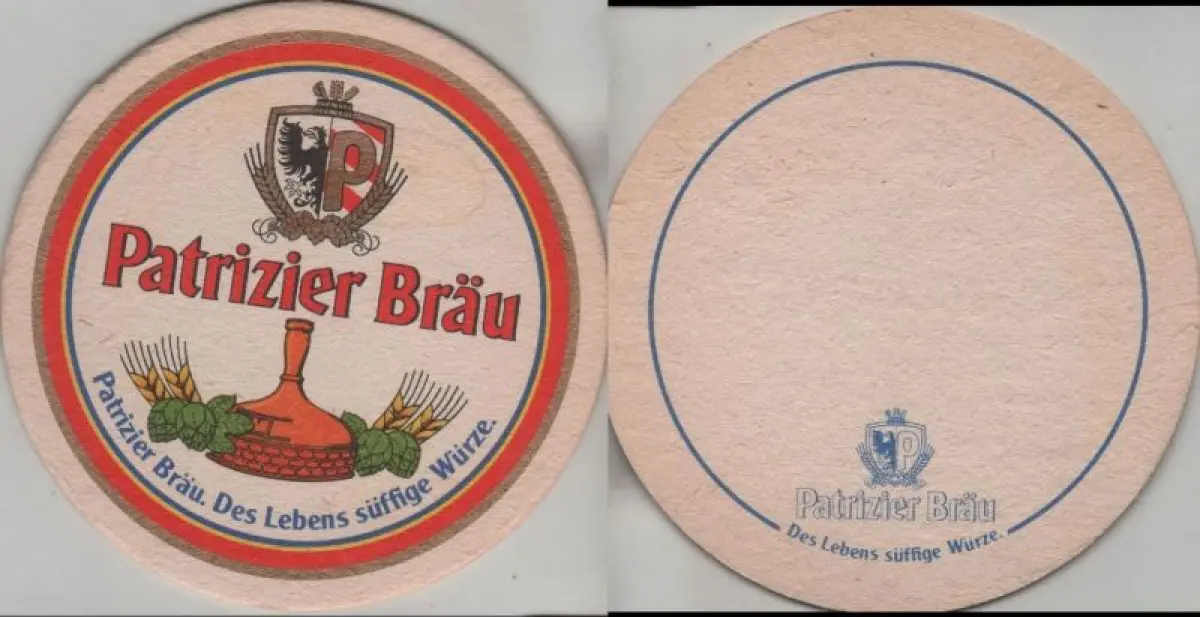 P
Patrizier Bräu
Patrizier Bräu. Des Lebens süffige Würze.
P
Patrizier Bräu
Des Lebens süffige Würze.